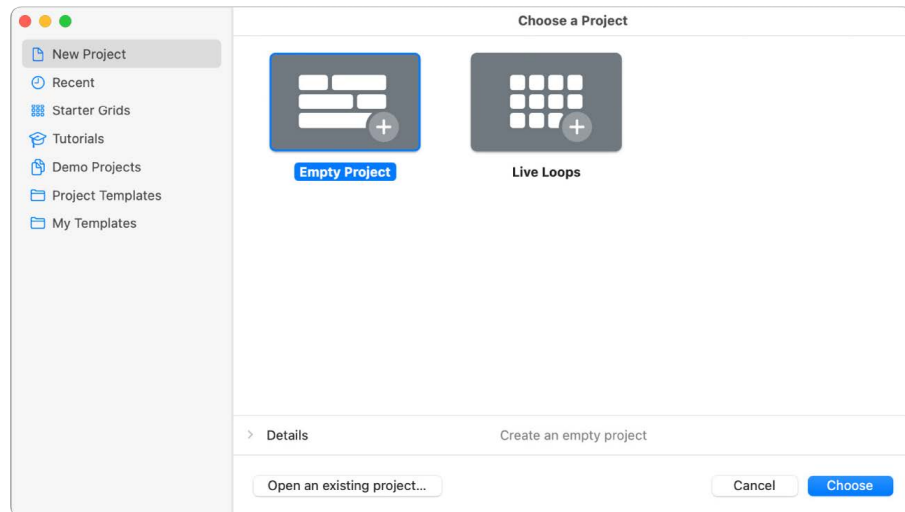 Choose a Project
New Project
Recent
Starter Grids
Tutorials
Demo Projects
Project Templates
My Templates
Empty Project
Live Loops
Details
Create an empty project
Open an existing project...
Cancel
Choose